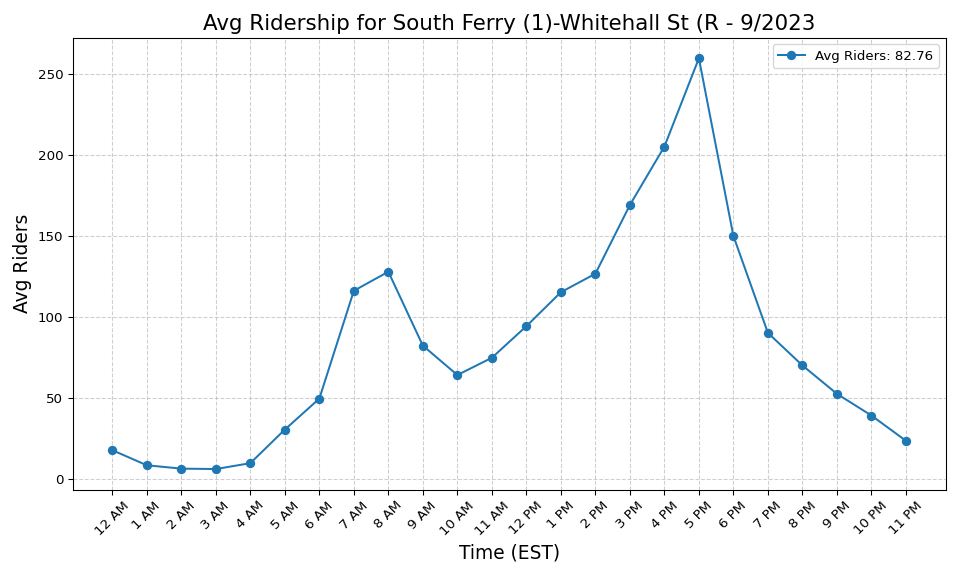 Avg Ridership for South Ferry (1)-Whitehall St (R - 9/2023
Avg Riders: 82.76
Avg Riders
250
200
150
100
50
0
12 AM
1 AM
2 AM
3 AM
4 AM
5 AM
6 AM
7 AM
8 AM
9 AM
10 AM
11 AM
12 PM
1 PM
2 PM
3 PM
4 PM
5 PM
6 PM
7 PM
8 PM
9 PM
10 PM
11 PM
Time (EST)